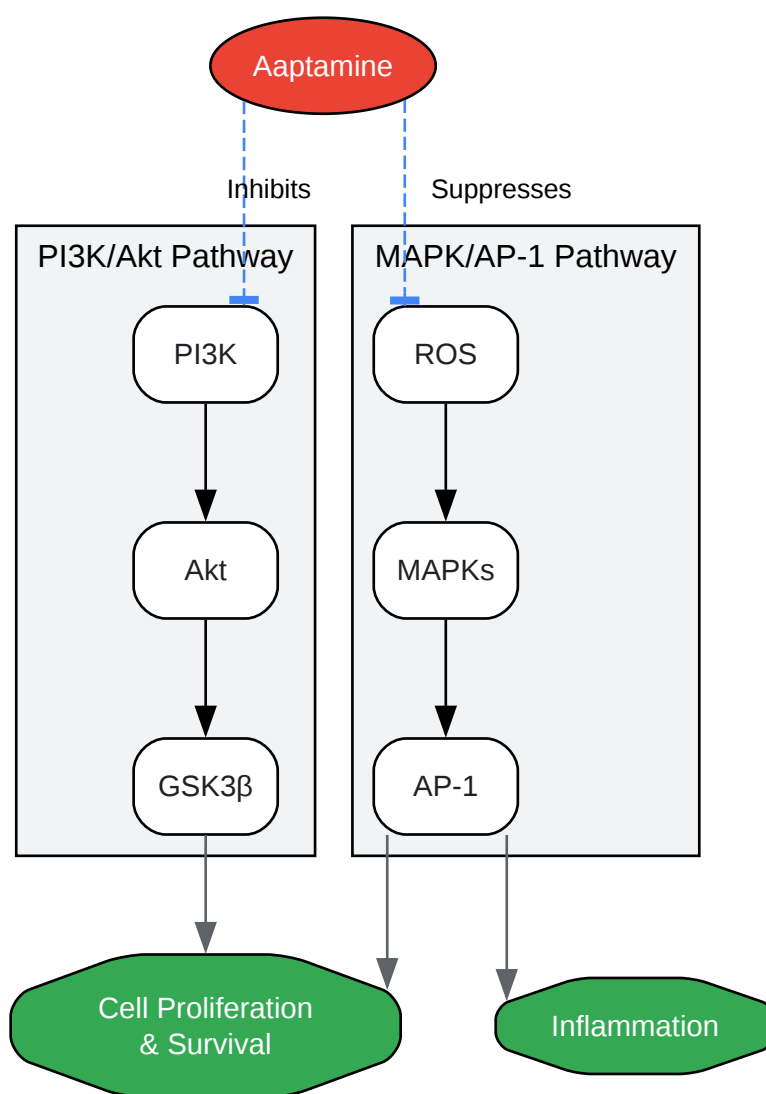 Aaptamine
Inhibits
Suppresses
PI3K/Akt Pathway
MAPK/AP-1 Pathway
PI3K
ROS
Akt
MAPKs
GSK3β
AP-1
Cell Proliferation
& Survival
Inflammation